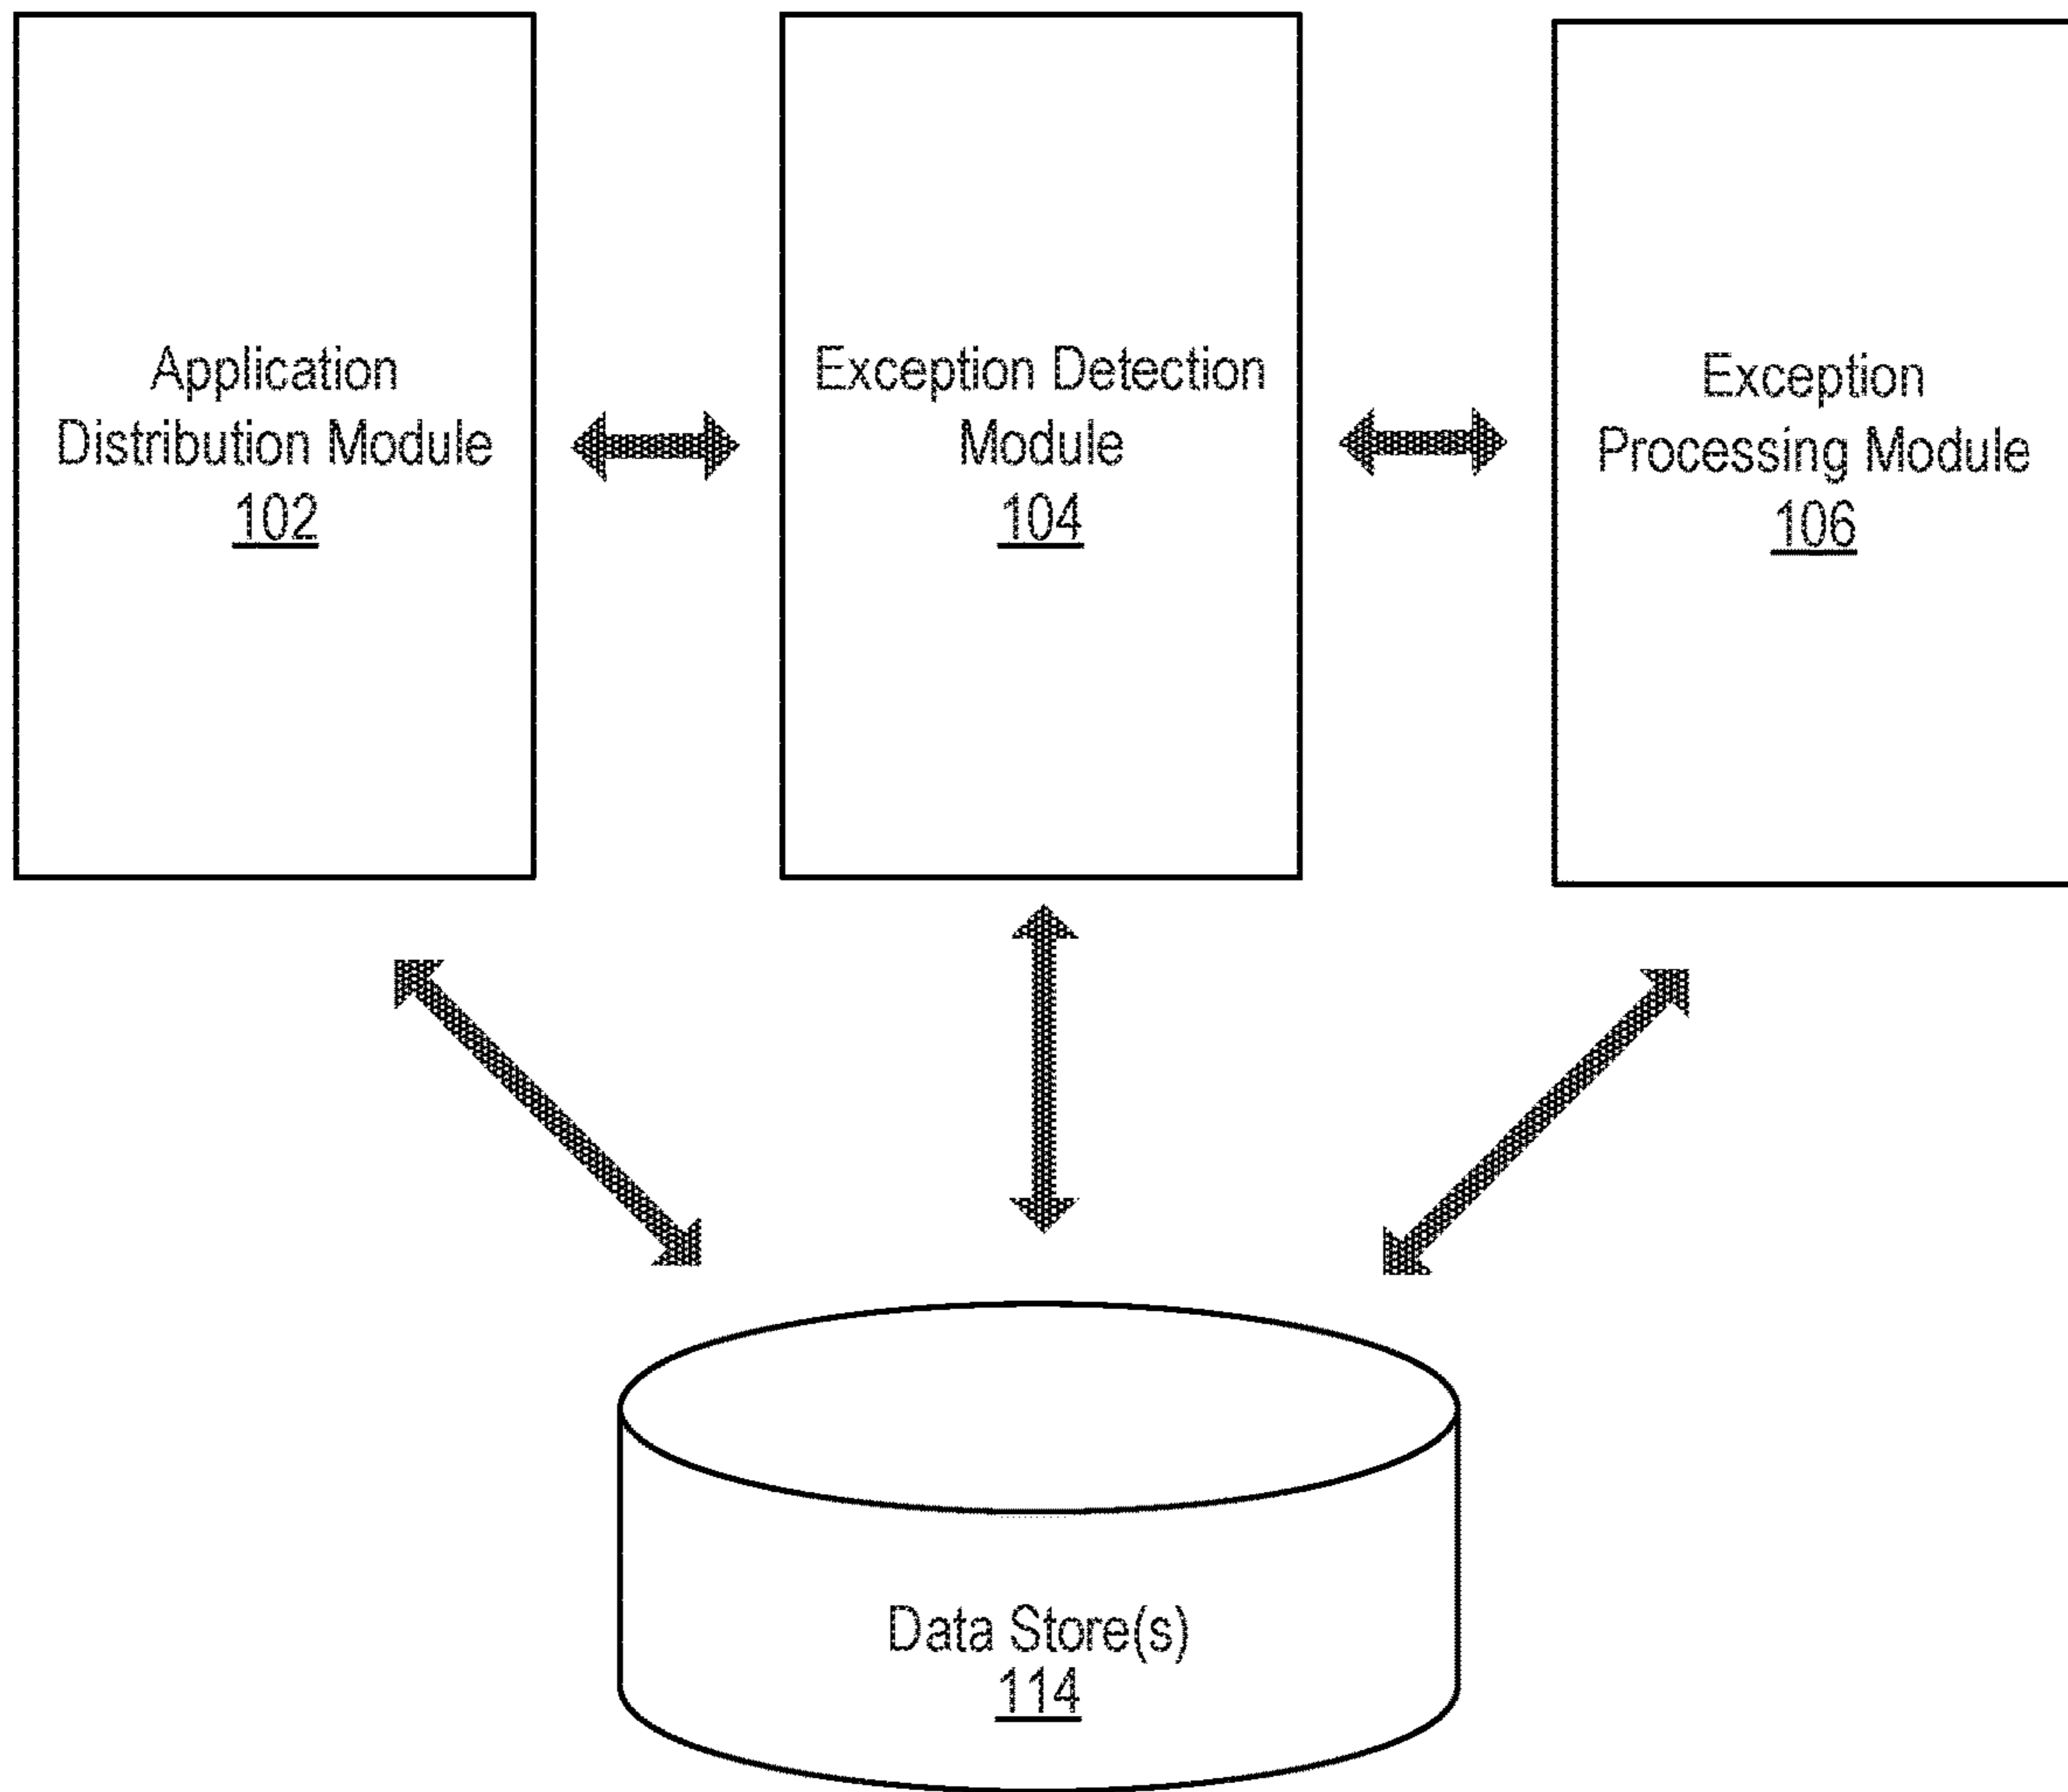 Application
Distribution Module
102
Exception Detection
Module
104
Exception
Processing Module
106
Data Store(s)
114